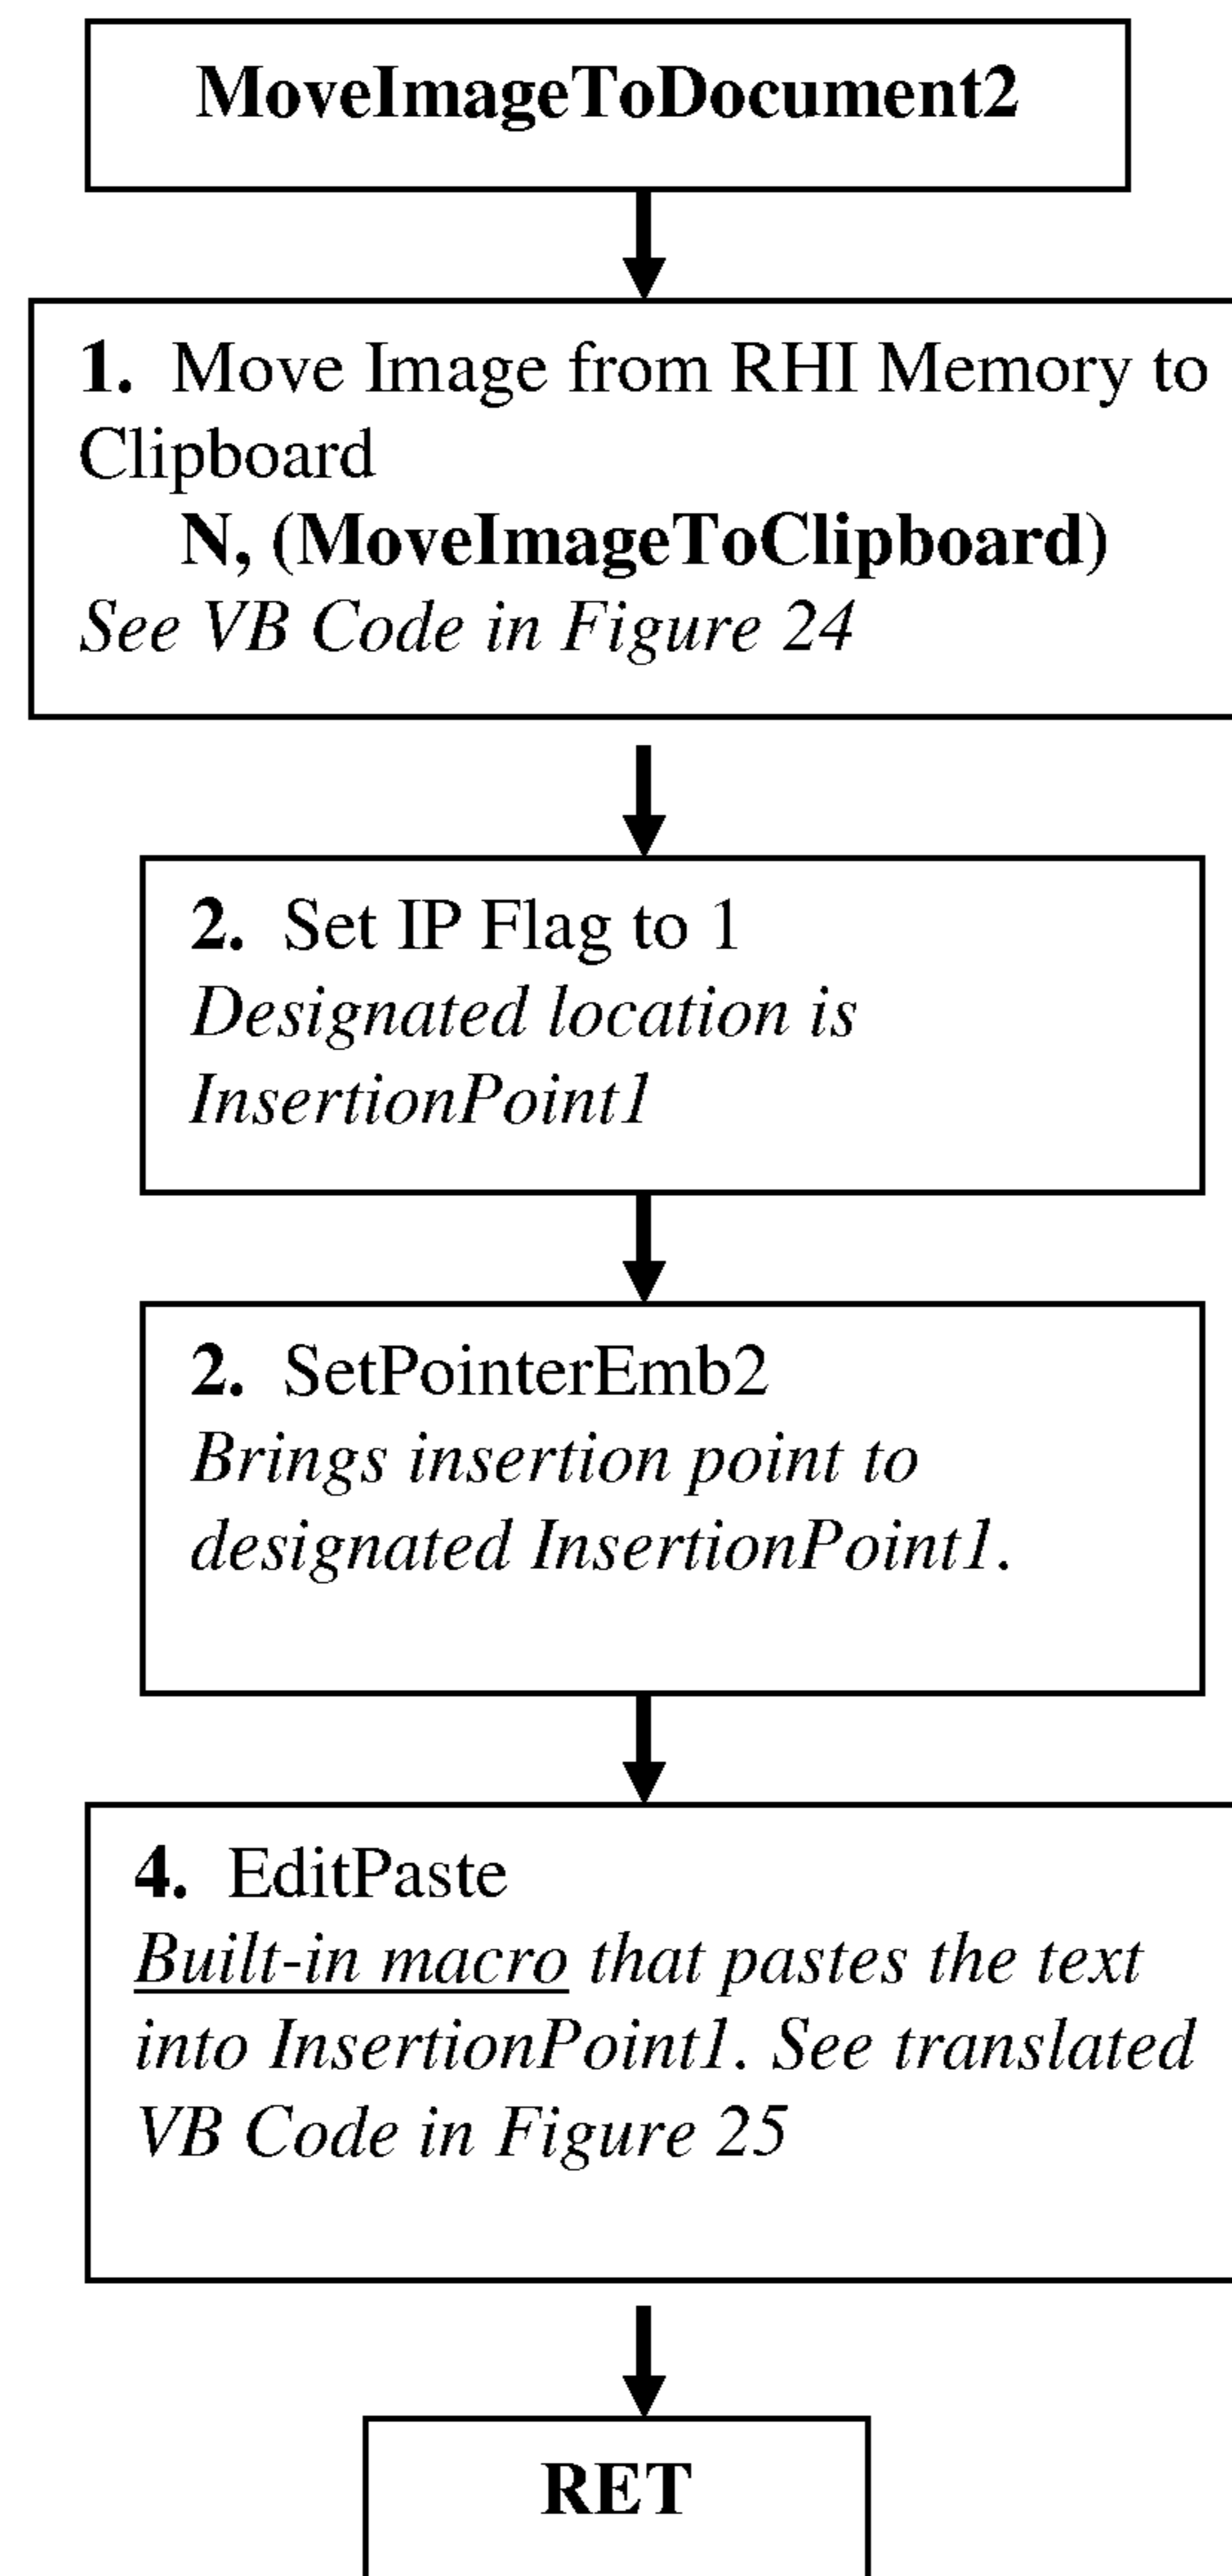 MoveImageToDocument2
1. Move Image from RHI Memory to
Clipboard
N, (MoveImageToClipboard)
See VB Code in Figure 24
2. Set IP Flag to 1
Designated location is
InsertionPoint1
2. SetPointerEmb2
Brings insertion point to
designated InsertionPoint1.
4. EditPaste
Built-in macro that pastes the text
into InsertionPoint1. See translated
VB Code in Figure 25
RET